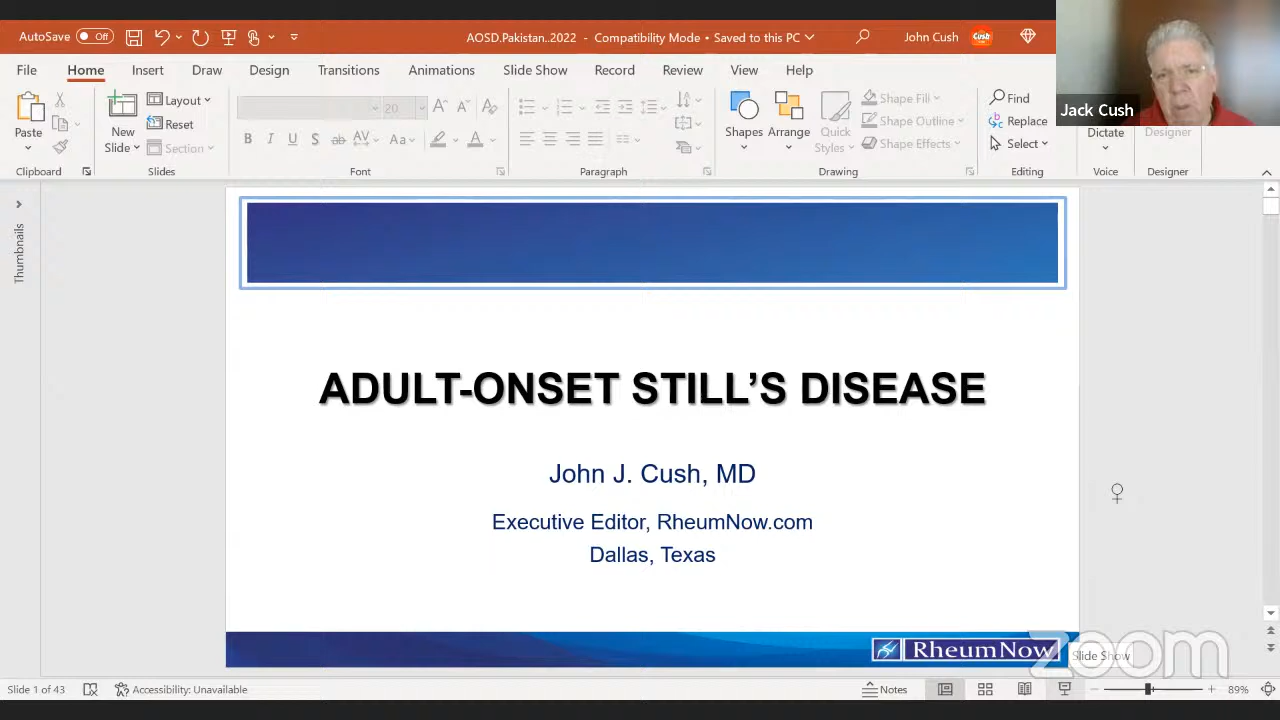 AutoSave Off AOSD.Pakistan..2022 - Compatibility Mode • Saved to this PC John Cush Cush
File Home Insert Draw Design Transitions Animations Slide Show Record Review View Help
Jack Cush
Paste
Clipboard
New Slide
Layout
Reset
Section
Slides
20
Font
Paragraph
Shapes
Arrange
Quick Styles
Shape Fill
Shape Outline
Shape Effects
Drawing
Find
Replace
Select
Editing
Dictate
Voice
Designer
Designer
Thumbnails
ADULT-ONSET STILL’S DISEASE
John J. Cush, MD
Executive Editor, RheumNow.com
Dallas, Texas
RheumNow
Slide Show
zoom
Slide 1 of 43 Accessibility: Unavailable Notes 89%